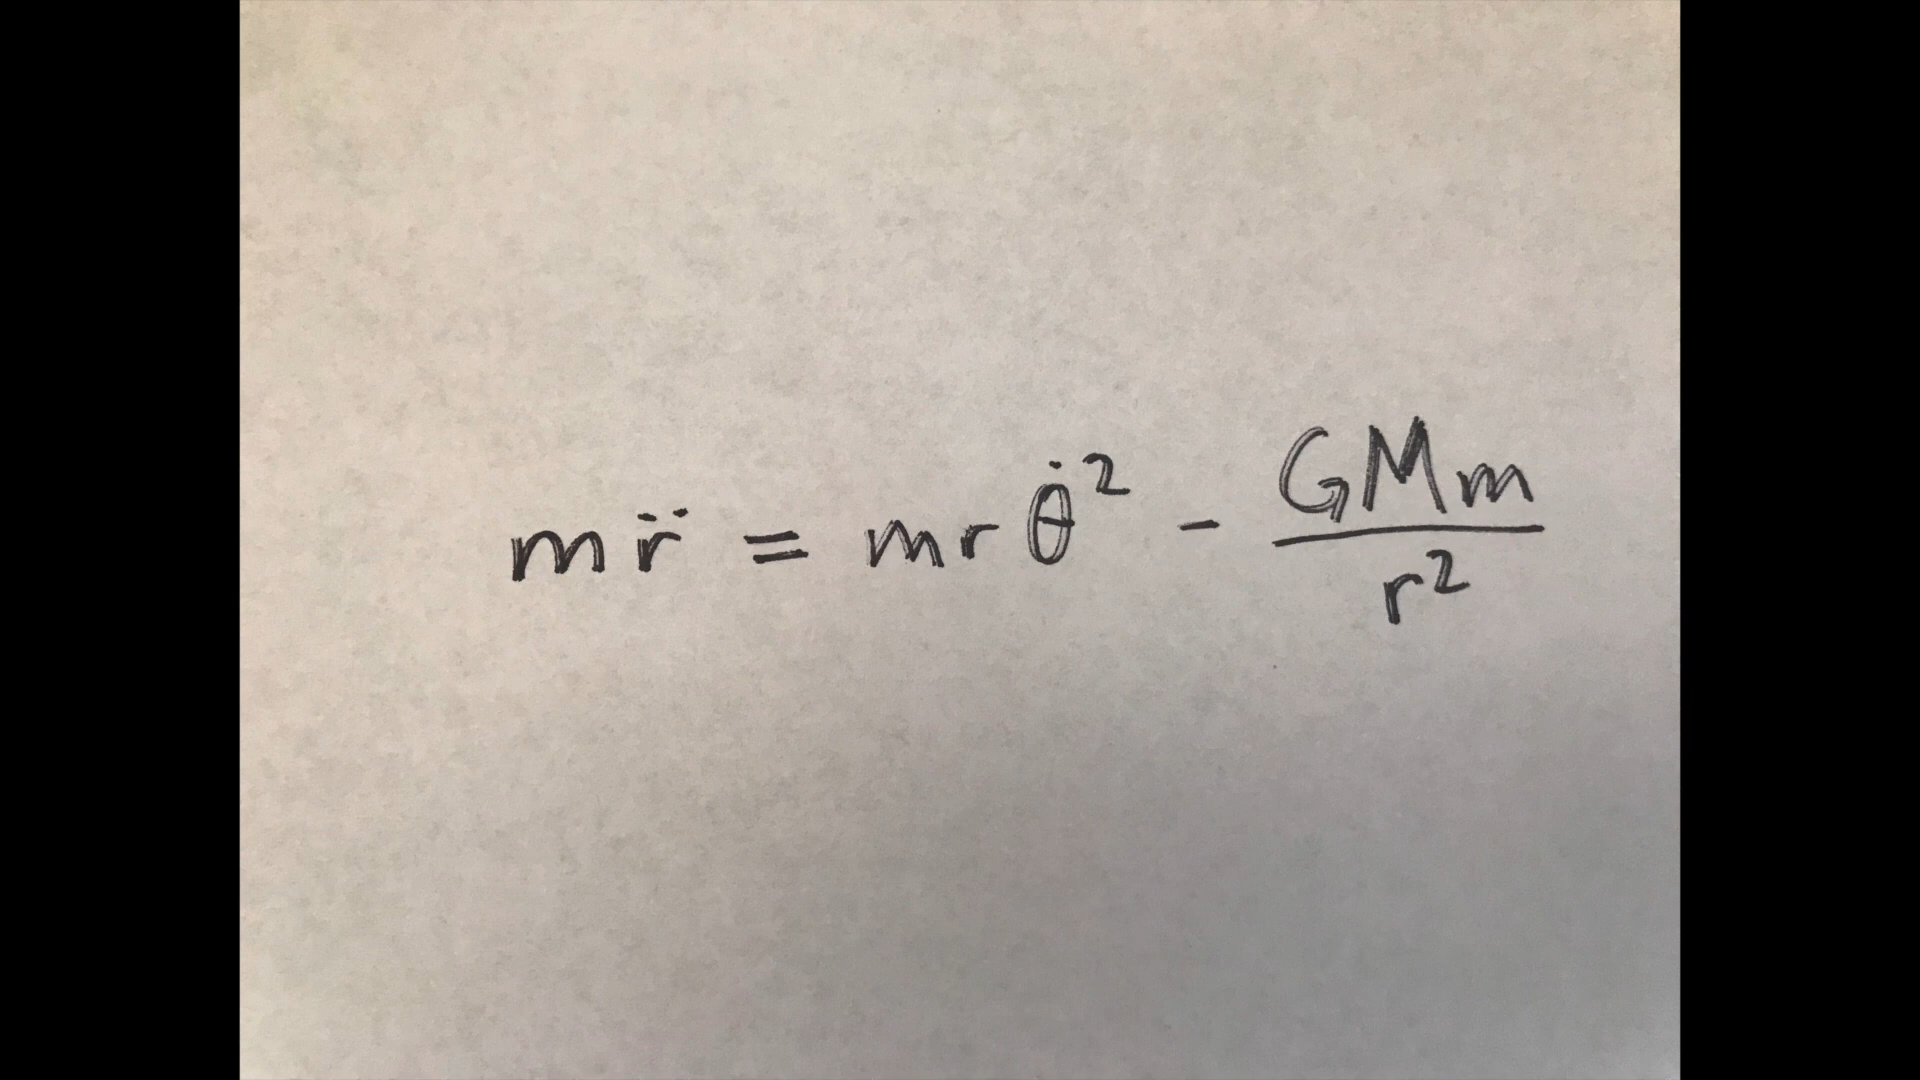 m r̈ = m r θ̇² - GMm / r²